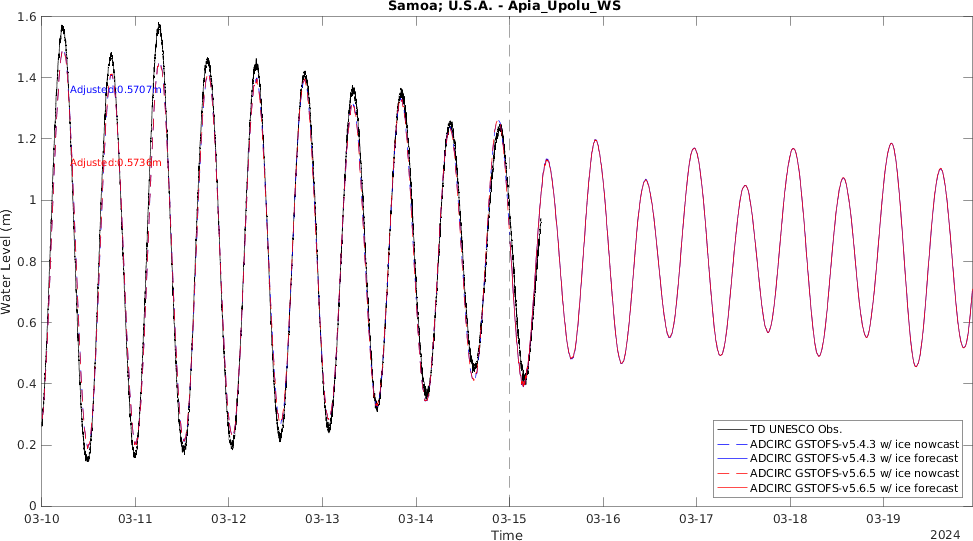 Samoa; U.S.A. - Apia_Upolu_WS
1.6
1.4
1.2
1
0.8
0.6
0.4
0.2
0
Water Level (m)
Adjusted:0.5707m
Adjusted:0.5736m
TD UNESCO Obs.
ADCIRC GSTOFS-v5.4.3 w/ ice nowcast
ADCIRC GSTOFS-v5.4.3 w/ ice forecast
ADCIRC GSTOFS-v5.6.5 w/ ice nowcast
ADCIRC GSTOFS-v5.6.5 w/ ice forecast
03-10 03-11 03-12 03-13 03-14 03-15 03-16 03-17 03-18 03-19
Time
2024